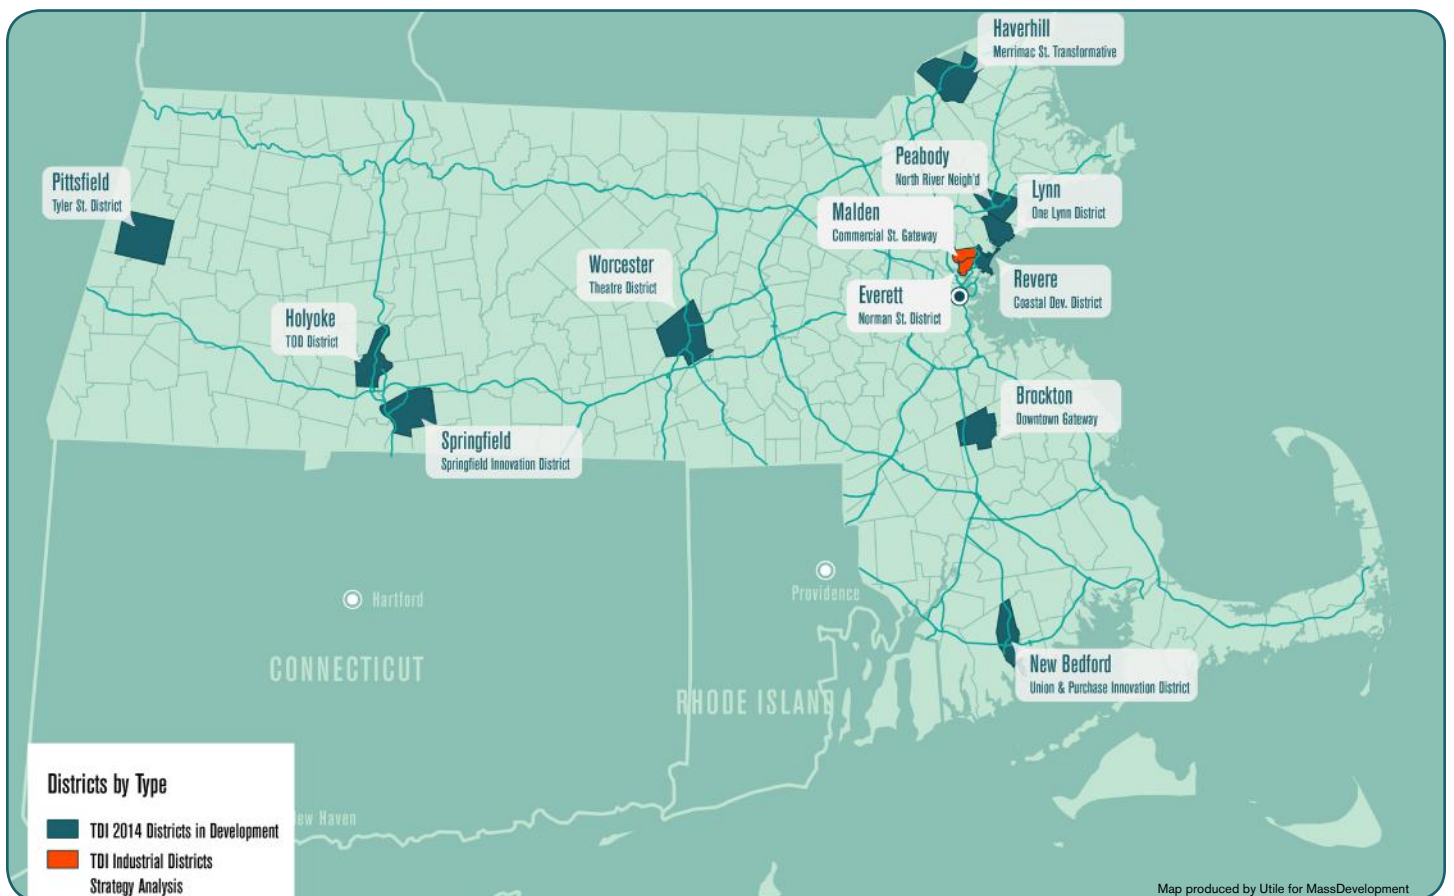 Haverhill
Merrimac St. Transformative
Peabody
North River Neigh'd
Pittsfield
Tyler St. District
Lynn
One Lynn District
Malden
Commercial St. Gateway
Worcester
Theatre District
Revere
Coastal Dev. District
Everett
Norman St. District
Holyoke
TOD District
Brockton
Downtown Gateway
Springfield
Springfield Innovation District
Hartford
Providence
CONNECTICUT
RHODE ISLAND
New Bedford
Union & Purchase Innovation District
Districts by Type
TDI 2014 Districts in Development
ew Haven
TDI Industrial Districts
Strategy Analysis
Map produced by Utile for MassDevelopment